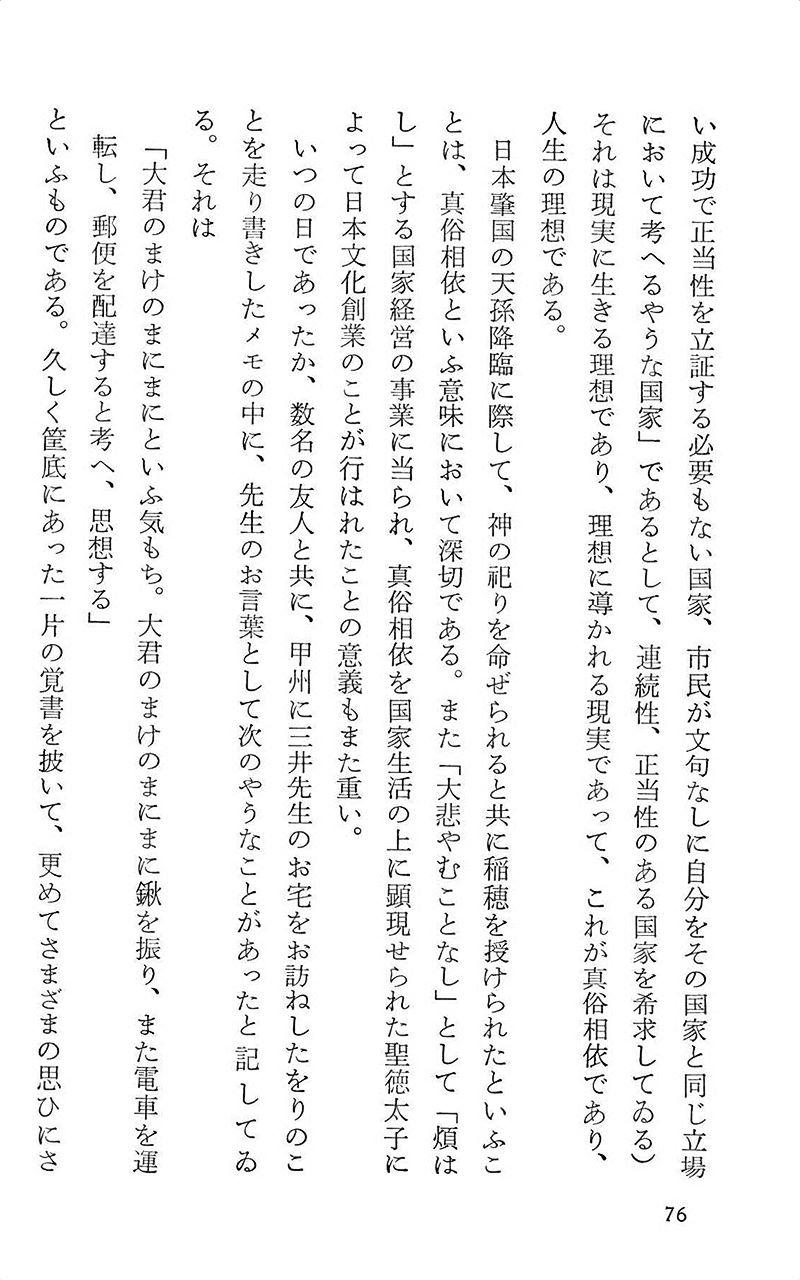 い成功で正当性を立証する必要もない国家、市民が文句なしに自分をその国家と同じ立場
において考へるやうな国家」であるとして、連続性、正当性のある国家を希求してゐる）
それは現実に生きる理想であり、理想に導かれる現実であって、これが真俗相依であり、
人生の理想である。
日本肇国の天孫降臨に際して、神の祀りを命ぜられると共に稲穂を授けられたといふこ
とは、真俗相依といふ意味において深切である。また「大悲やむことなし」として「煩は
し」とする国家経営の事業に当られ、真俗相依を国家生活の上に顕現せられた聖徳太子に
よって日本文化創業のことが行はれたことの意義もまた重い。
いつの日であったか、数名の友人と共に、甲州に三井先生のお宅をお訪ねしたをりのこ
とを走り書きしたメモの中に、先生のお言葉として次のやうなことがあったと記してゐ
る。それは
「大君のまけのまにまにといふ気もち。大君のまけのまにまに鍬を振り、また電車を運
転し、郵便を配達すると考へ、思想する」
といふものである。久しく筐底にあった一片の覚書を披いて、更めてさまざまの思ひにさ
76